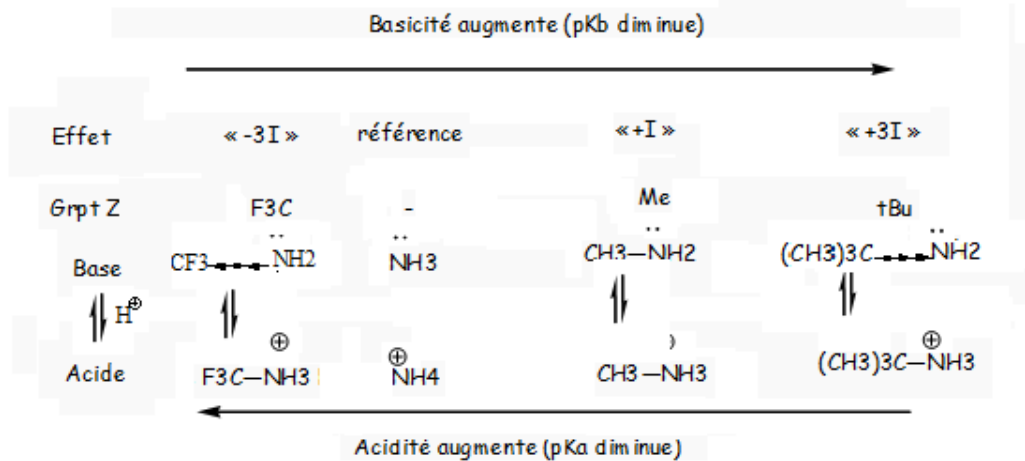 Basicité augmente (pKb diminue)
Effet « -3I » référence « +I » « +3I »
Grpt Z F3C - Me tBu
Base CF3 NH2 NH3 CH3—NH2 (CH3)3C NH2
H⊕
⊕ ⊕ ⊕
Acide F3C—NH3 NH4 CH3—NH3 (CH3)3C—NH3
Acidité augmente (pKa diminue)